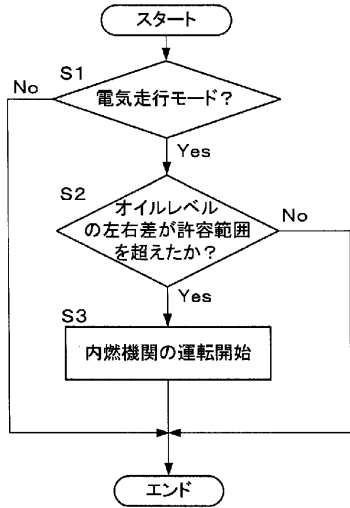 スタート
S1
No
電気走行モード？
Yes
S2
オイルレベル
の左右差が許容範囲
を超えたか？
No
Yes
S3
内燃機関の運転開始
エンド